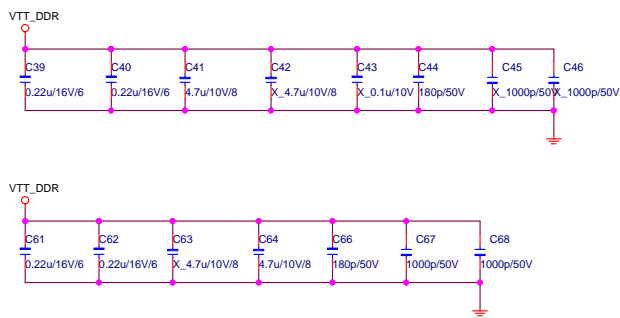 VTT_DDR
C39 C40 C41 C42 C43 C44 C45 C46
0.22u/16V/6 0.22u/16V/6 4.7u/10V/8 X_4.7u/10V/8 X_0.1u/10V 180p/50V X_1000p/50V X_1000p/50V
VTT_DDR
C61 C62 C63 C64 C66 C67 C68
0.22u/16V/6 0.22u/16V/6 X_4.7u/10V/8 4.7u/10V/8 180p/50V 1000p/50V 1000p/50V